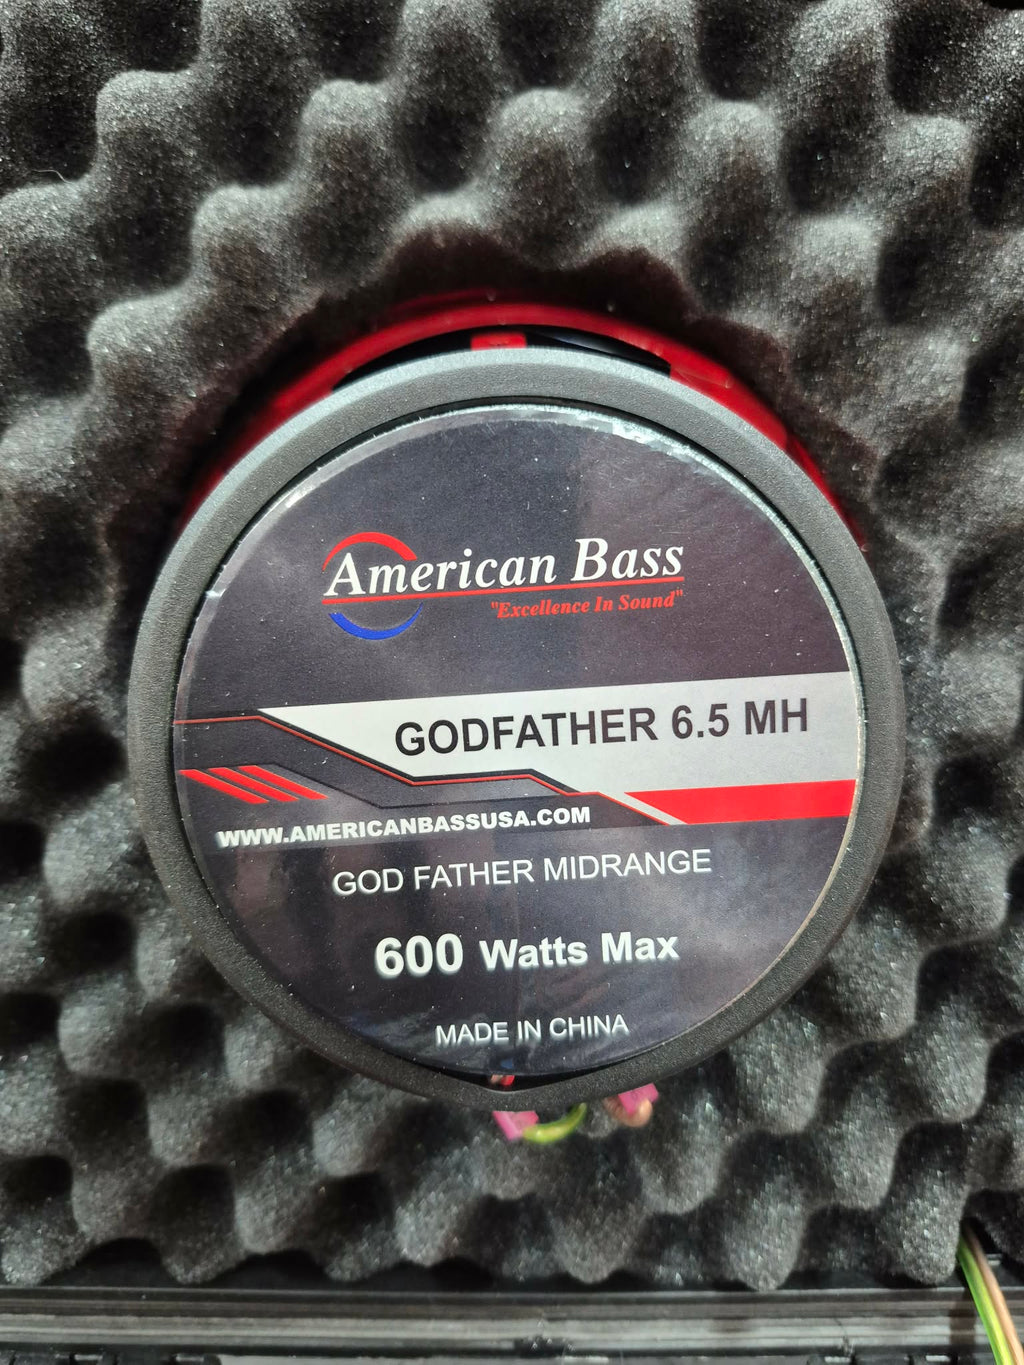 American Bass
"Excellence In Sound"
GODFATHER 6.5 MH
WWW.AMERICANBASSUSA.COM
GOD FATHER MIDRANGE
600 Watts Max
MADE IN CHINA